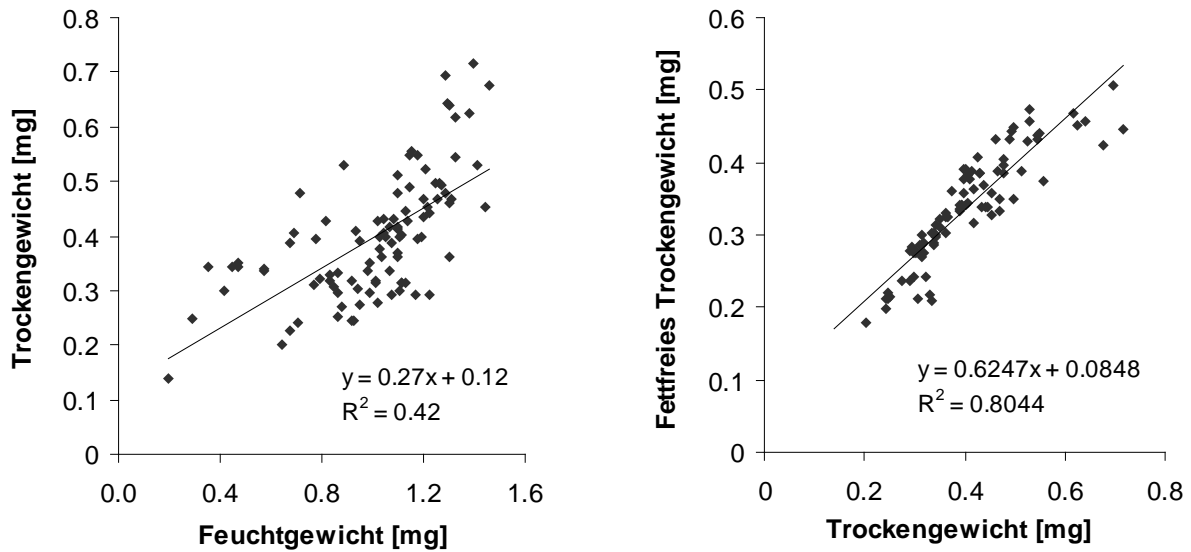 0.8
0.7
0.6
0.5
0.4
0.3
0.2
0.1
0
Trockengewicht [mg]
y = 0.27x + 0.12
R² = 0.42
0.0 0.4 0.8 1.2 1.6
Feuchtgewicht [mg]
0.6
0.5
0.4
0.3
0.2
0.1
0
Fettfreies Trockengewicht [mg]
y = 0.6247x + 0.0848
R² = 0.8044
0 0.2 0.4 0.6 0.8
Trockengewicht [mg]